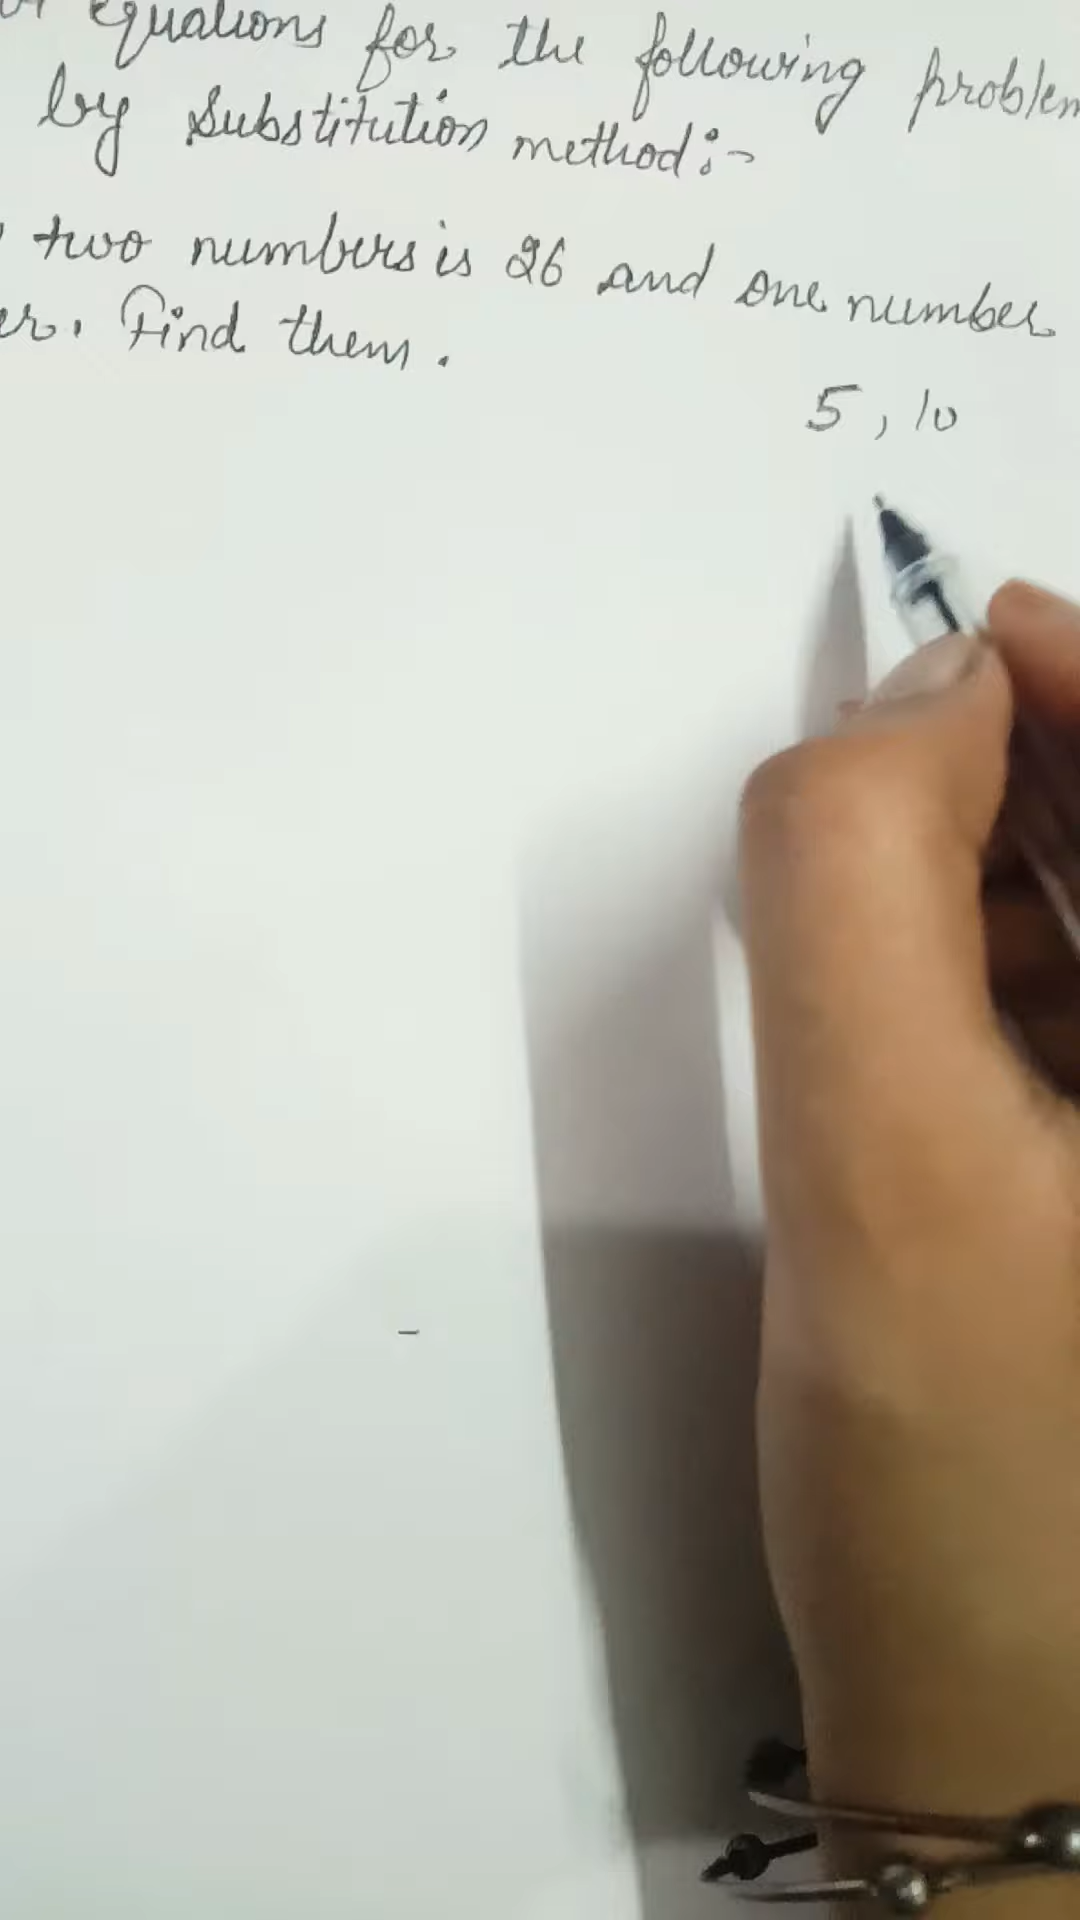 equations for the following problem
by substitution method:-
two numbers is 26 and one number
er. Find them.
5, 10